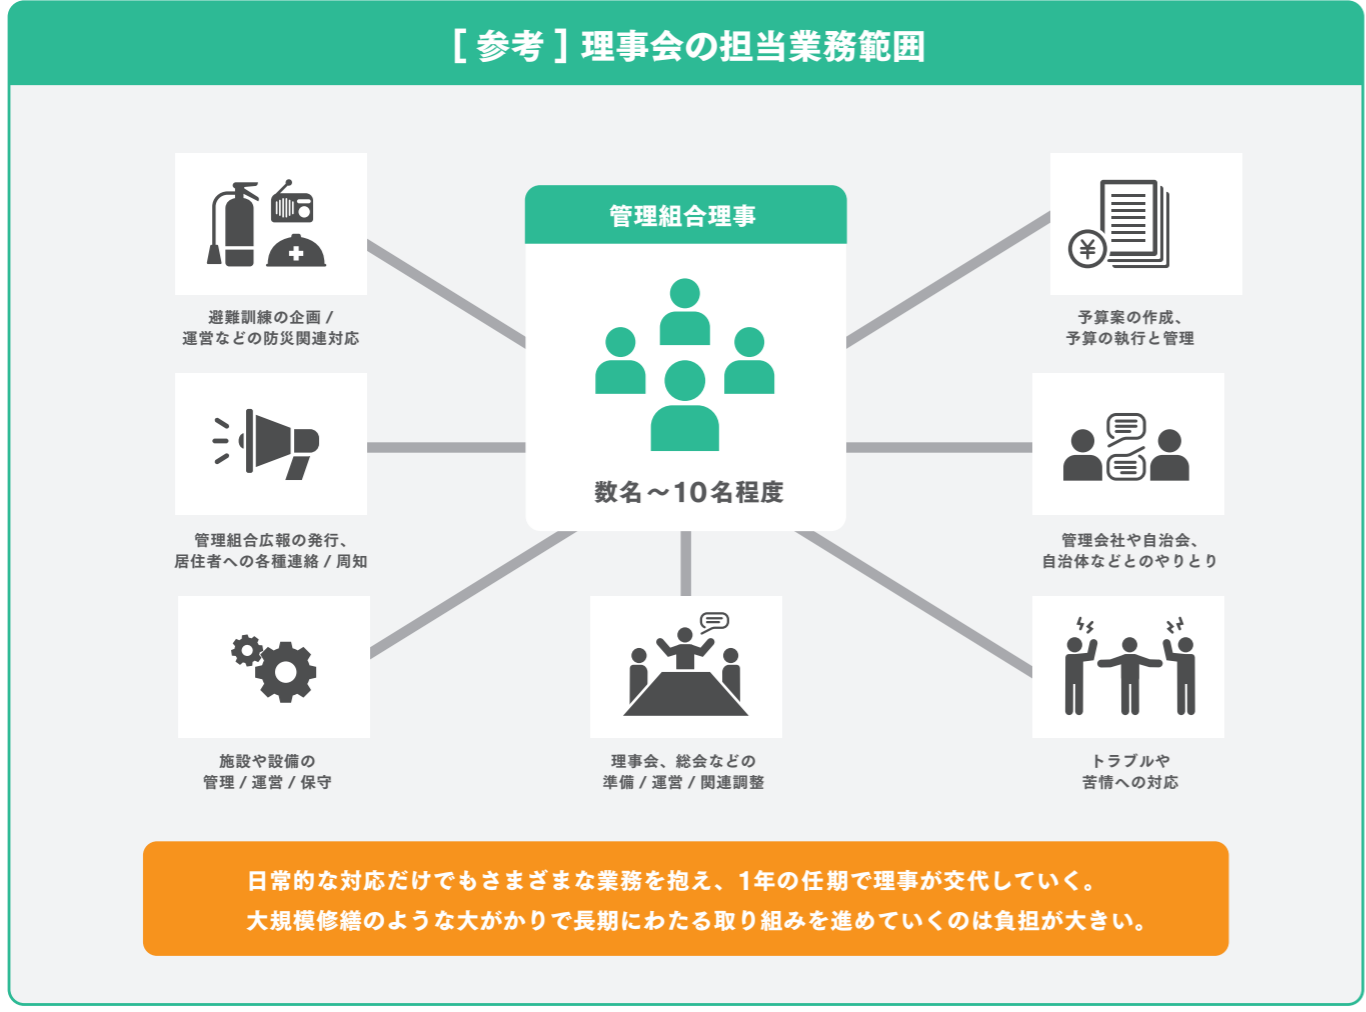 [ 参考 ] 理事会の担当業務範囲
管理組合理事
数名～10名程度
避難訓練の企画 /
運営などの防災関連対応
管理組合広報の発行、
居住者への各種連絡 / 周知
施設や設備の
管理 / 運営 / 保守
理事会、総会などの
準備 / 運営 / 関連調整
¥
予算案の作成、
予算の執行と管理
管理会社や自治会、
自治体などとのやりとり
トラブルや
苦情への対応
日常的な対応だけでもさまざまな業務を抱え、1年の任期で理事が交代していく。
大規模修繕のような大がかりで長期にわたる取り組みを進めていくのは負担が大きい。